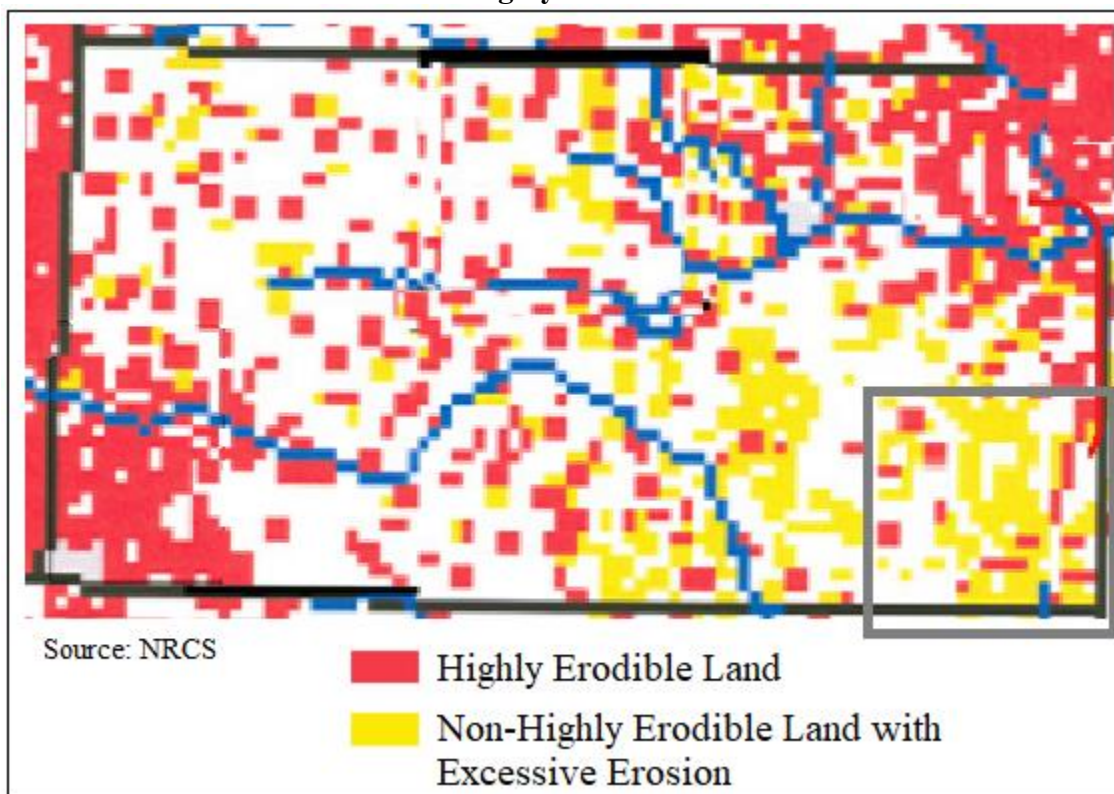 Source: NRCS
Highly Erodible Land
Non-Highly Erodible Land with
Excessive Erosion